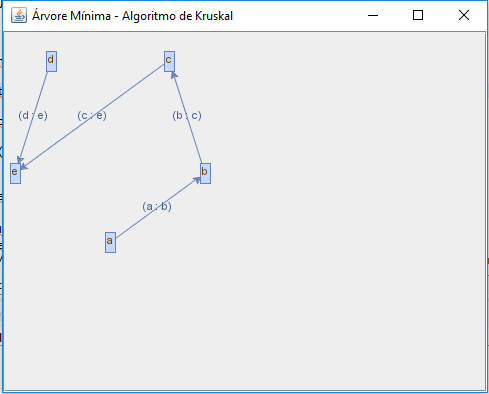 Árvore Mínima - Algoritmo de Kruskal
d
c
(d : e)
(c : e)
(b : c)
e
b
(a : b)
a